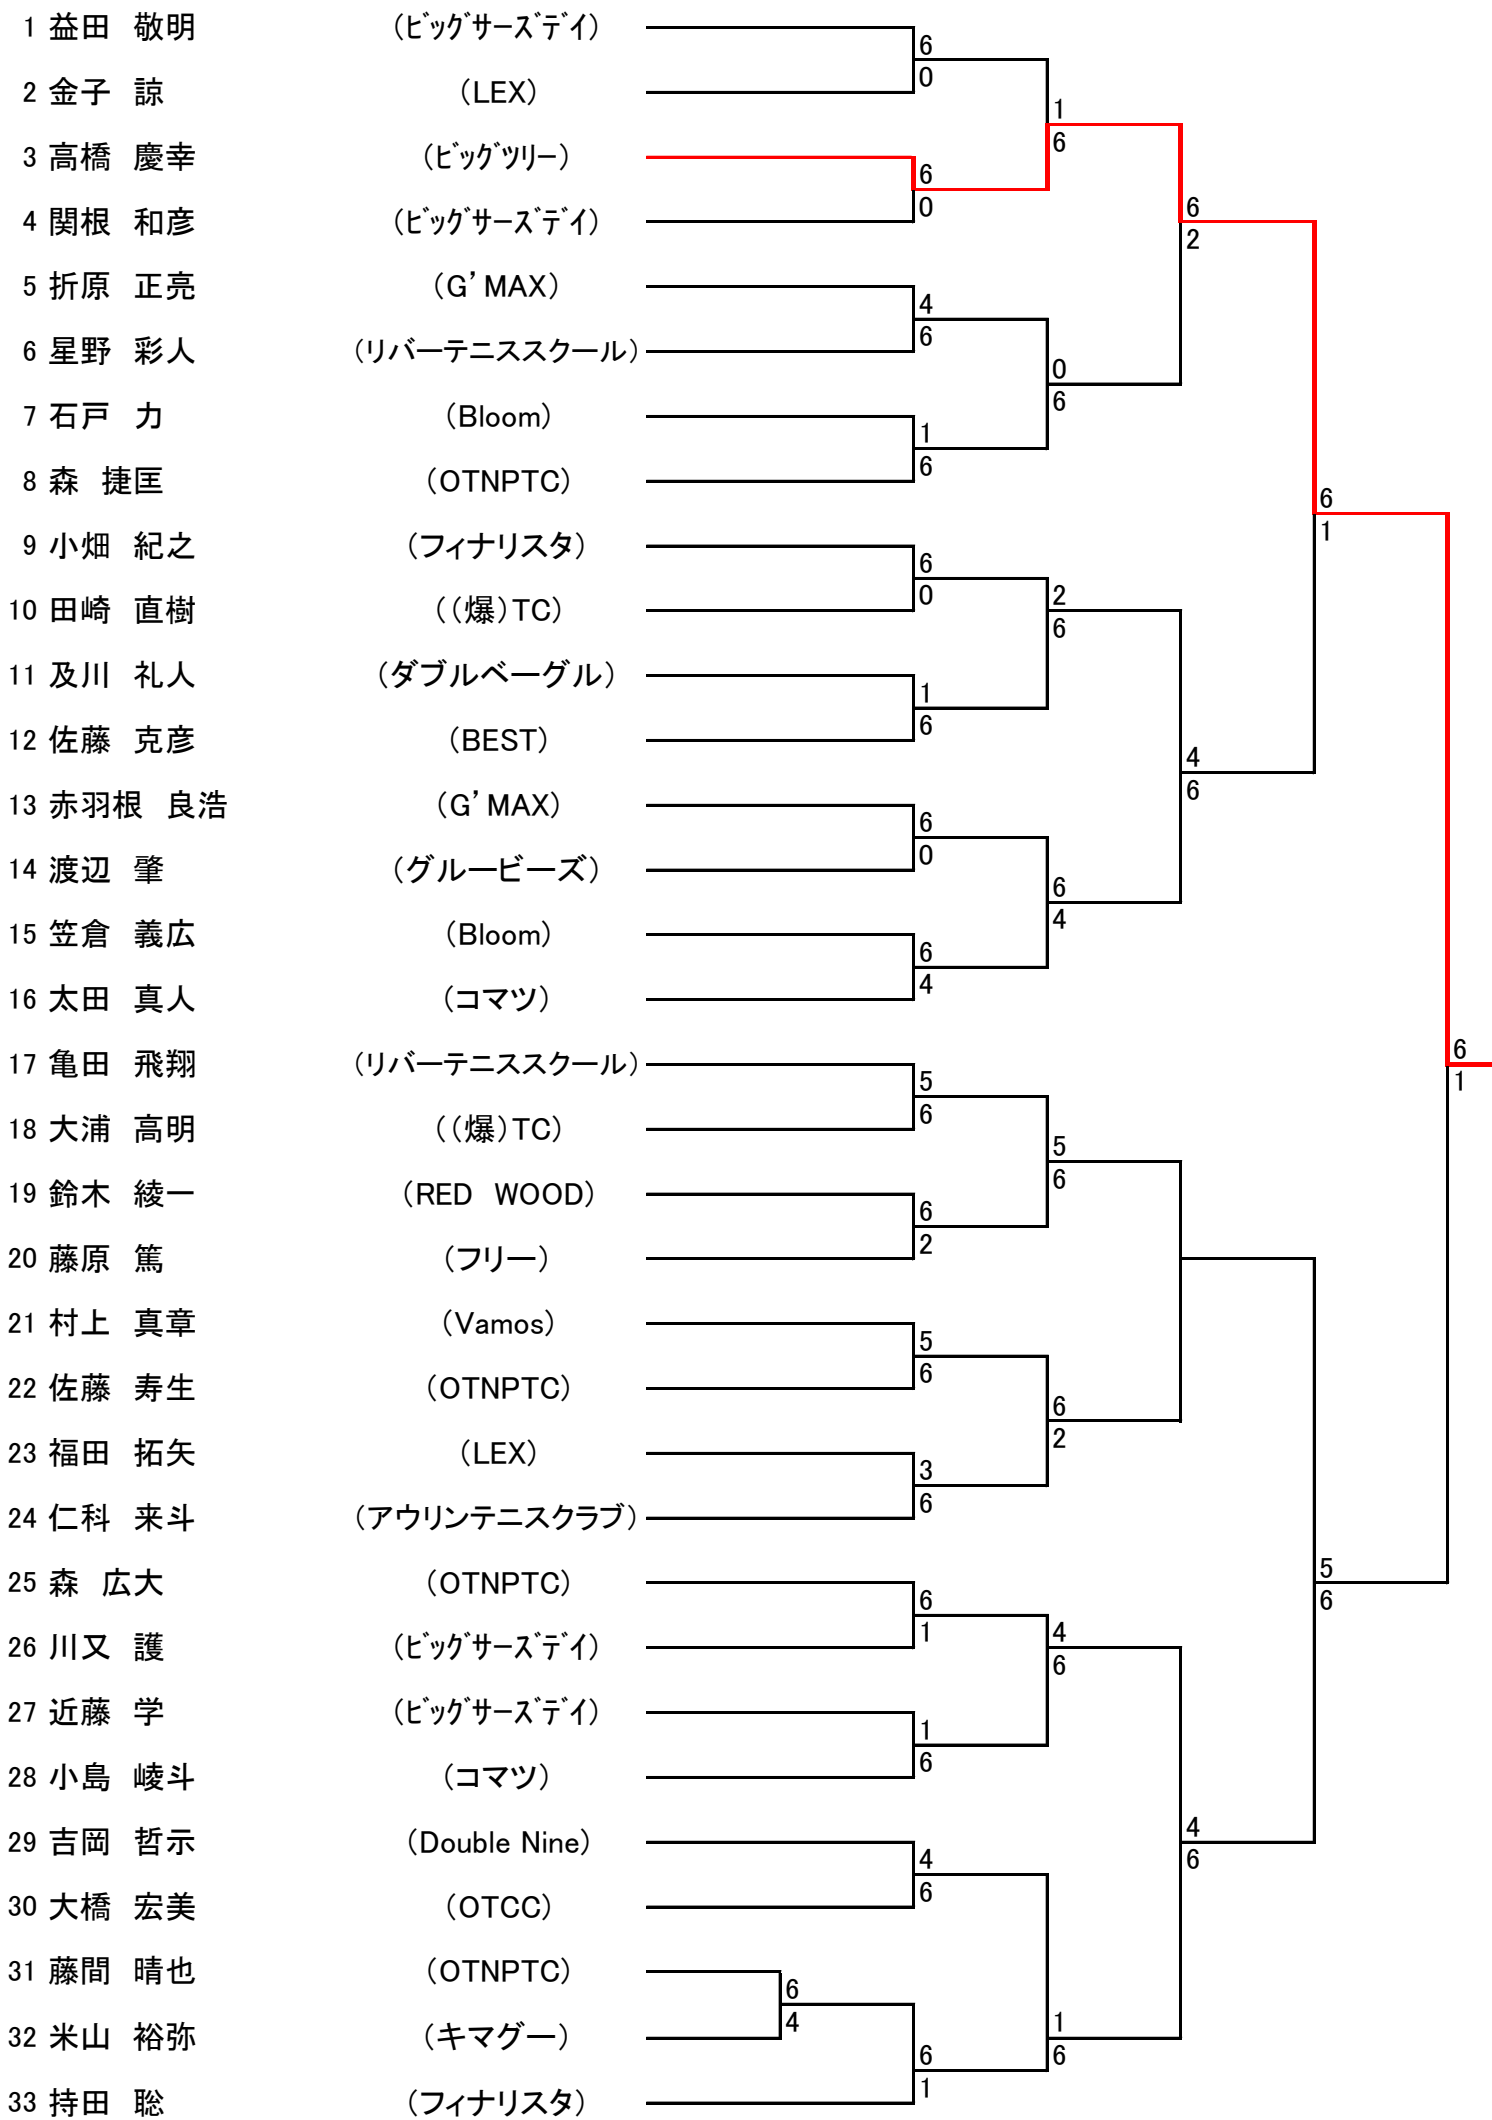 1 益田　敬明 (ﾋﾞｯｸﾞサｰｽﾞデイ)
6
0
2 金子　諒 (LEX)
1
6
3 高橋　慶幸 (ﾋﾞｯｸﾞツリー)
6
0
4 関根　和彦 (ﾋﾞｯｸﾞサｰｽﾞデイ)
6
2
5 折原　正亮 (G’MAX)
4
6
6 星野　彩人 (リバーテニススクール)
0
6
7 石戸　力 (Bloom)
1
6
8 森　捷匡 (OTNPTC)
6
1
9 小畑　紀之 (フィナリスタ)
6
0
10 田崎　直樹 ((爆)TC)
2
6
11 及川　礼人 (ダブルベーグル)
1
6
12 佐藤　克彦 (BEST)
4
6
13 赤羽根　良浩 (G’MAX)
6
0
14 渡辺　肇 (グルービーズ)
6
4
15 笠倉　義広 (Bloom)
6
4
16 太田　真人 (コマツ)
6
1
17 亀田　飛翔 (リバーテニススクール)
5
6
18 大浦　高明 ((爆)TC)
5
6
19 鈴木　綾一 (RED　WOOD)
6
2
20 藤原　篤 (フリー)
21 村上　真章 (Vamos)
5
6
22 佐藤　寿生 (OTNPTC)
6
2
23 福田　拓矢 (LEX)
3
6
24 仁科　来斗 (アウリンテニスクラブ)
5
6
25 森　広大 (OTNPTC)
6
1
26 川又　護 (ﾋﾞｯｸﾞサｰｽﾞデイ)
4
6
27 近藤　学 (ﾋﾞｯｸﾞサｰｽﾞデイ)
1
6
28 小島　崚斗 (コマツ)
4
6
29 吉岡　哲示 (Double Nine)
4
6
30 大橋　宏美 (OTCC)
31 藤間　晴也 (OTNPTC)
6
4
32 米山　裕弥 (キマグー)
1
6
6
1
33 持田　聡 (フィナリスタ)